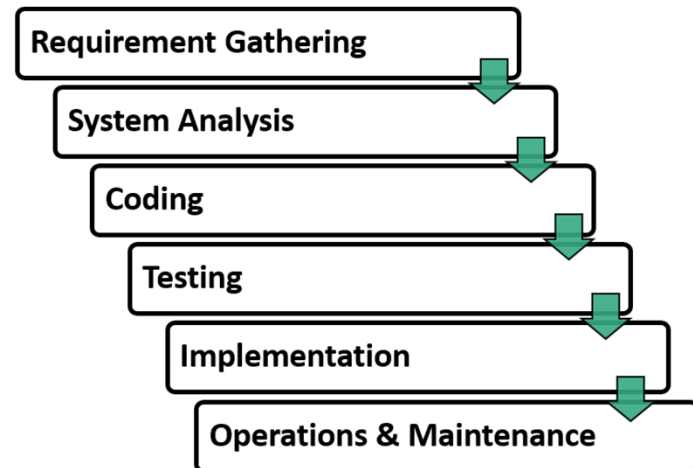 Requirement Gathering
System Analysis
Coding
Testing
Implementation
Operations & Maintenance